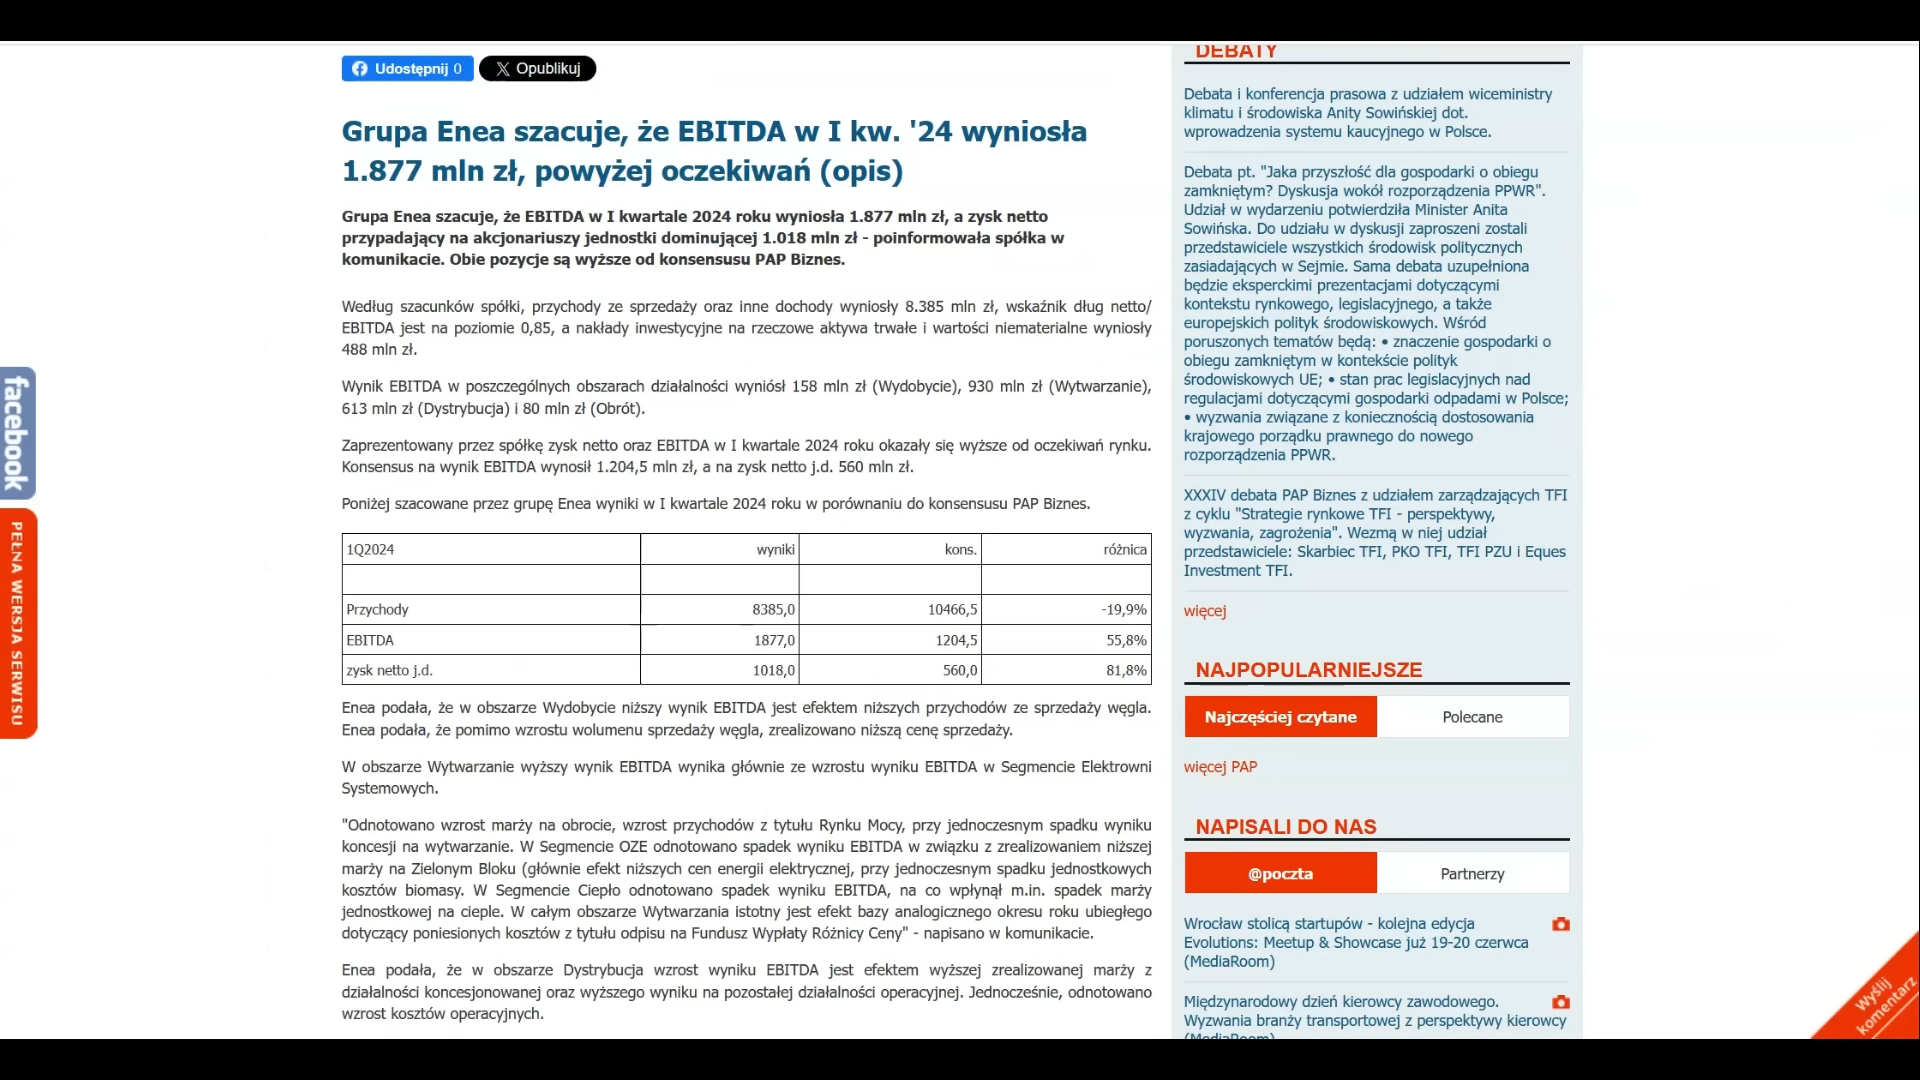 Udostępnij 0
Opublikuj
Grupa Enea szacuje, że EBITDA w I kw. '24 wyniosła
1.877 mln zł, powyżej oczekiwań (opis)
Grupa Enea szacuje, że EBITDA w I kwartale 2024 roku wyniosła 1.877 mln zł, a zysk netto
przypadający na akcjonariuszy jednostki dominującej 1.018 mln zł - poinformowała spółka w
komunikacie. Obie pozycje są wyższe od konsensusu PAP Biznes.
Według szacunków spółki, przychody ze sprzedaży oraz inne dochody wyniosły 8.385 mln zł, wskaźnik dług netto/
EBITDA jest na poziomie 0,85, a nakłady inwestycyjne na rzeczowe aktywa trwałe i wartości niematerialne wyniosły
488 mln zł.
Wynik EBITDA w poszczególnych obszarach działalności wyniósł 158 mln zł (Wydobycie), 930 mln zł (Wytwarzanie),
613 mln zł (Dystrybucja) i 80 mln zł (Obrót).
Zaprezentowany przez spółkę zysk netto oraz EBITDA w I kwartale 2024 roku okazały się wyższe od oczekiwań rynku.
Konsensus na wynik EBITDA wynosił 1.204,5 mln zł, a na zysk netto j.d. 560 mln zł.
Poniżej szacowane przez grupę Enea wyniki w I kwartale 2024 roku w porównaniu do konsensusu PAP Biznes.
1Q2024 wyniki kons. różnica
Przychody 8385,0 10466,5 -19,9%
EBITDA 1877,0 1204,5 55,8%
zysk netto j.d. 1018,0 560,0 81,8%
Enea podała, że w obszarze Wydobycie niższy wynik EBITDA jest efektem niższych przychodów ze sprzedaży węgla.
Enea podała, że pomimo wzrostu wolumenu sprzedaży węgla, zrealizowano niższą cenę sprzedaży.
W obszarze Wytwarzanie wyższy wynik EBITDA wynika głównie ze wzrostu wyniku EBITDA w Segmencie Elektrowni
Systemowych.
"Odnotowano wzrost marży na obrocie, wzrost przychodów z tytułu Rynku Mocy, przy jednoczesnym spadku wyniku
koncesji na wytwarzanie. W Segmencie OZE odnotowano spadek wyniku EBITDA w związku z zrealizowaniem niższej
marży na Zielonym Bloku (głównie efekt niższych cen energii elektrycznej, przy jednoczesnym spadku jednostkowych
kosztów biomasy. W Segmencie Ciepło odnotowano spadek wyniku EBITDA, na co wpłynął m.in. spadek marży
jednostkowej na cieple. W całym obszarze Wytwarzania istotny jest efekt bazy analogicznego okresu roku ubiegłego
dotyczący poniesionych kosztów z tytułu odpisu na Fundusz Wypłaty Różnicy Ceny" - napisano w komunikacie.
Enea podała, że w obszarze Dystrybucja wzrost wyniku EBITDA jest efektem wyższej zrealizowanej marży z
działalności koncesjonowanej oraz wyższego wyniku na pozostałej działalności operacyjnej. Jednocześnie, odnotowano
wzrost kosztów operacyjnych.
DEBATY
Debata i konferencja prasowa z udziałem wiceministry
klimatu i środowiska Anity Sowińskiej dot.
wprowadzenia systemu kaucyjnego w Polsce.
Debata pt. "Jaka przyszłość dla gospodarki o obiegu
zamkniętym? Dyskusja wokół rozporządzenia PPWR".
Udział w wydarzeniu potwierdziła Minister Anita
Sowińska. Do udziału w dyskusji zaproszeni zostali
przedstawiciele wszystkich środowisk politycznych
zasiadających w Sejmie. Sama debata uzupełniona
będzie eksperckimi prezentacjami dotyczącymi
kontekstu rynkowego, legislacyjnego, a także
europejskich polityk środowiskowych. Wśród
poruszonych tematów będą: • znaczenie gospodarki o
obiegu zamkniętym w kontekście polityk
środowiskowych UE; • stan prac legislacyjnych nad
regulacjami dotyczącymi gospodarki odpadami w Polsce;
• wyzwania związane z koniecznością dostosowania
krajowego porządku prawnego do nowego
rozporządzenia PPWR.
XXXIV debata PAP Biznes z udziałem zarządzających TFI
z cyklu "Strategie rynkowe TFI - perspektywy,
wyzwania, zagrożenia". Wezmą w niej udział
przedstawiciele: Skarbiec TFI, PKO TFI, TFI PZU i Eques
Investment TFI.
więcej
NAJPOPULARNIEJSZE
Najczęściej czytane Polecane
więcej PAP
NAPISALI DO NAS
@poczta Partnerzy
Wrocław stolicą startupów - kolejna edycja
Evolutions: Meetup & Showcase już 19-20 czerwca
(MediaRoom)
Międzynarodowy dzień kierowcy zawodowego.
Wyzwania branży transportowej z perspektywy kierowcy
(MediaRoom)
facebook
PEŁNA WERSJA SERWISU
Wyślij
komentarz